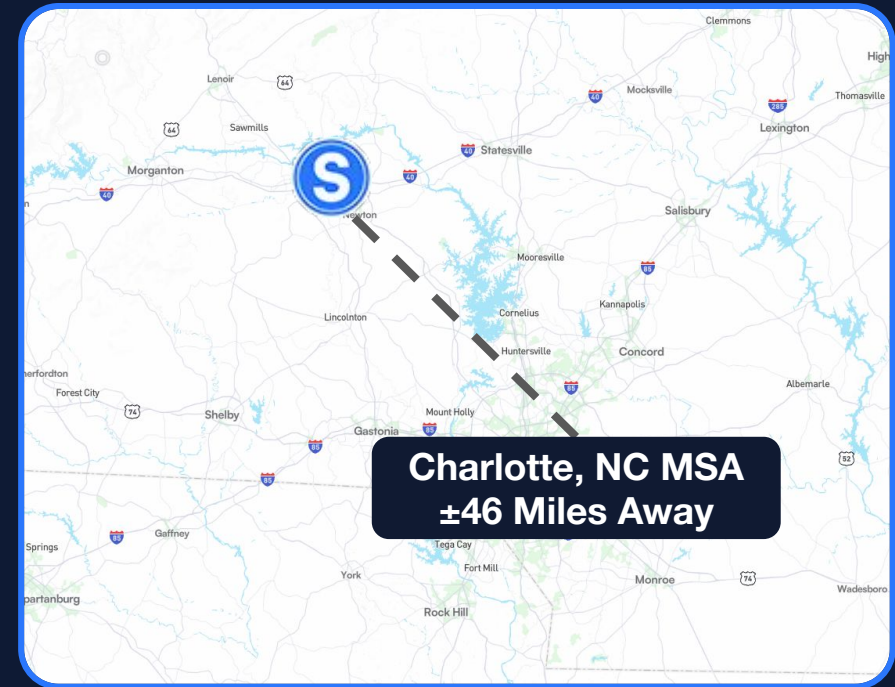 Clemmons
High
Lenoir
64
40
Mocksville
285
Thomasville
64
Sawmills
Lexington
40
Statesville
Morganton
S
40
40
Newton
Salisbury
Mooresville
85
Kannapolis
Lincolnton
Cornelius
Huntersville
Concord
erfordton
85
Albemarle
Forest City
74
Shelby
Mount Holly
85
Gastonia
85
52
Charlotte, NC MSA
±46 Miles Away
85
Gaffney
85
Springs
Tega Cay
Fort Mill
York
Monroe
74
Wadesboro
partanburg
Rock Hill